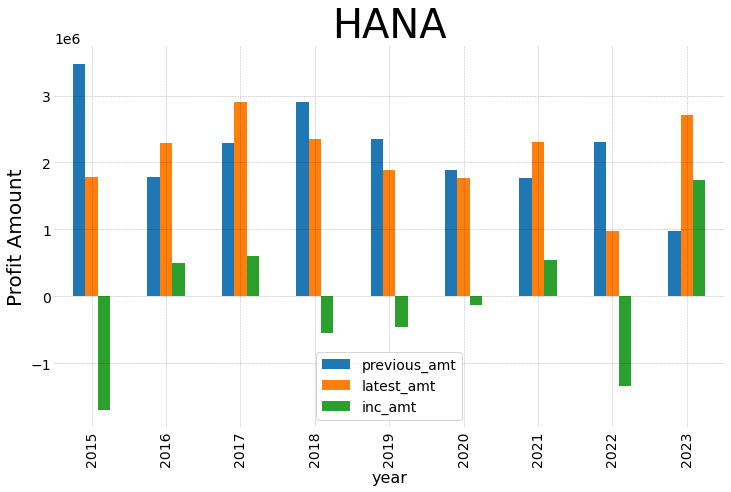 HANA
1e6
Profit Amount
3
2
1
0
−1
previous_amt
latest_amt
inc_amt
2015
2016
2017
2018
2019
2020
2021
2022
2023
year